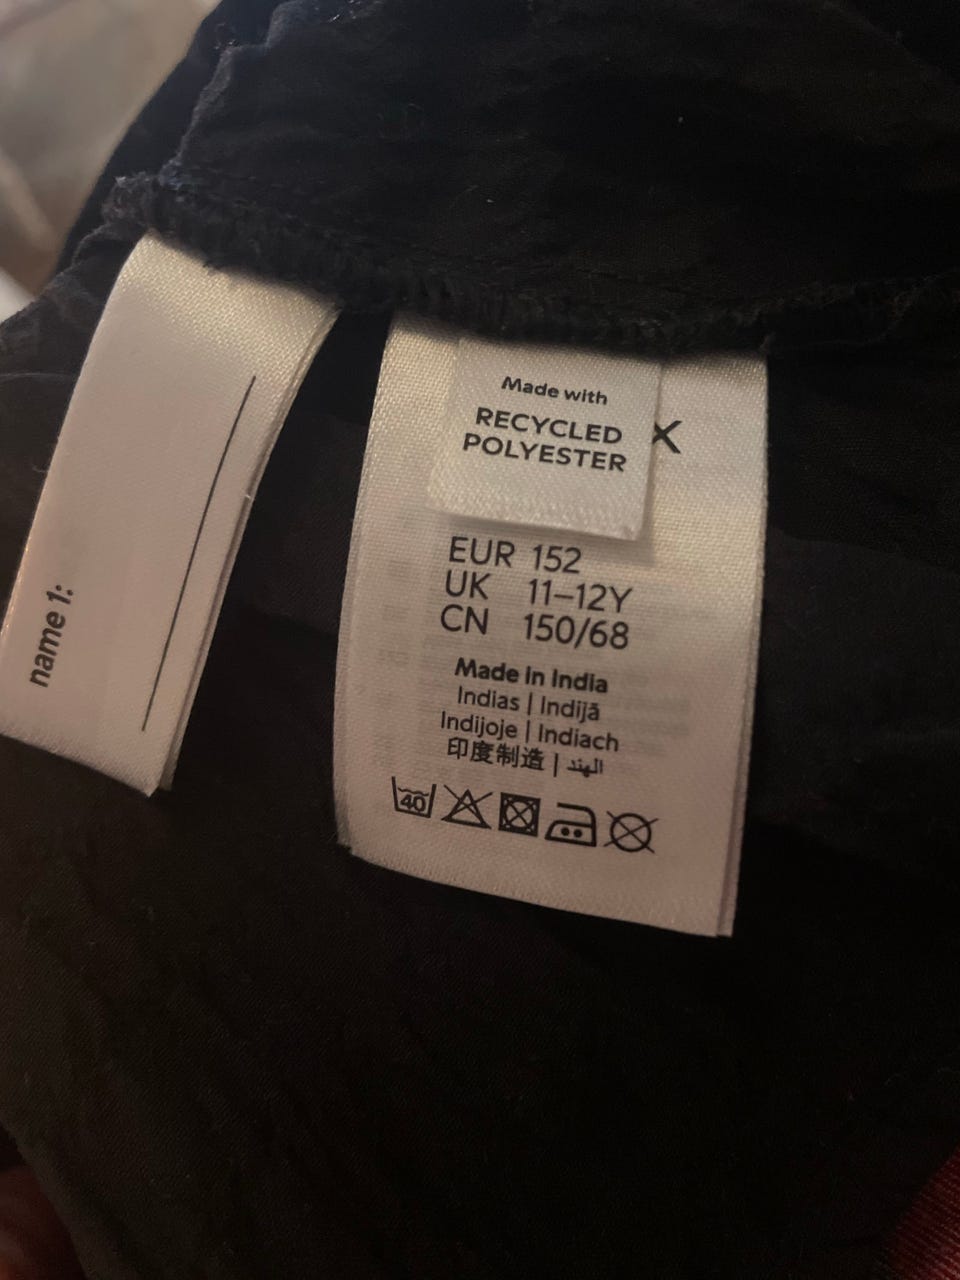 name 1:
Made with
RECYCLED
POLYESTER
X
EUR 152
UK 11–12Y
CN 150/68
Made in India
Indias | Indijā
Indijoje | Indiach
印度制造 | الهند
40